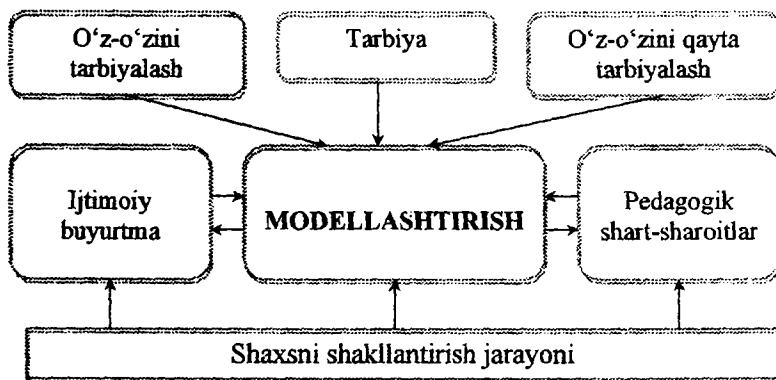 O‘z-o‘zini
tarbiyalash
Tarbiya
O‘z-o‘zini qayta
tarbiyalash
Ijtimoiy
buyurtma
MODELLASHTIRISH
Pedagogik
shart-sharoitlar
Shaxsni shakllantirish jarayoni